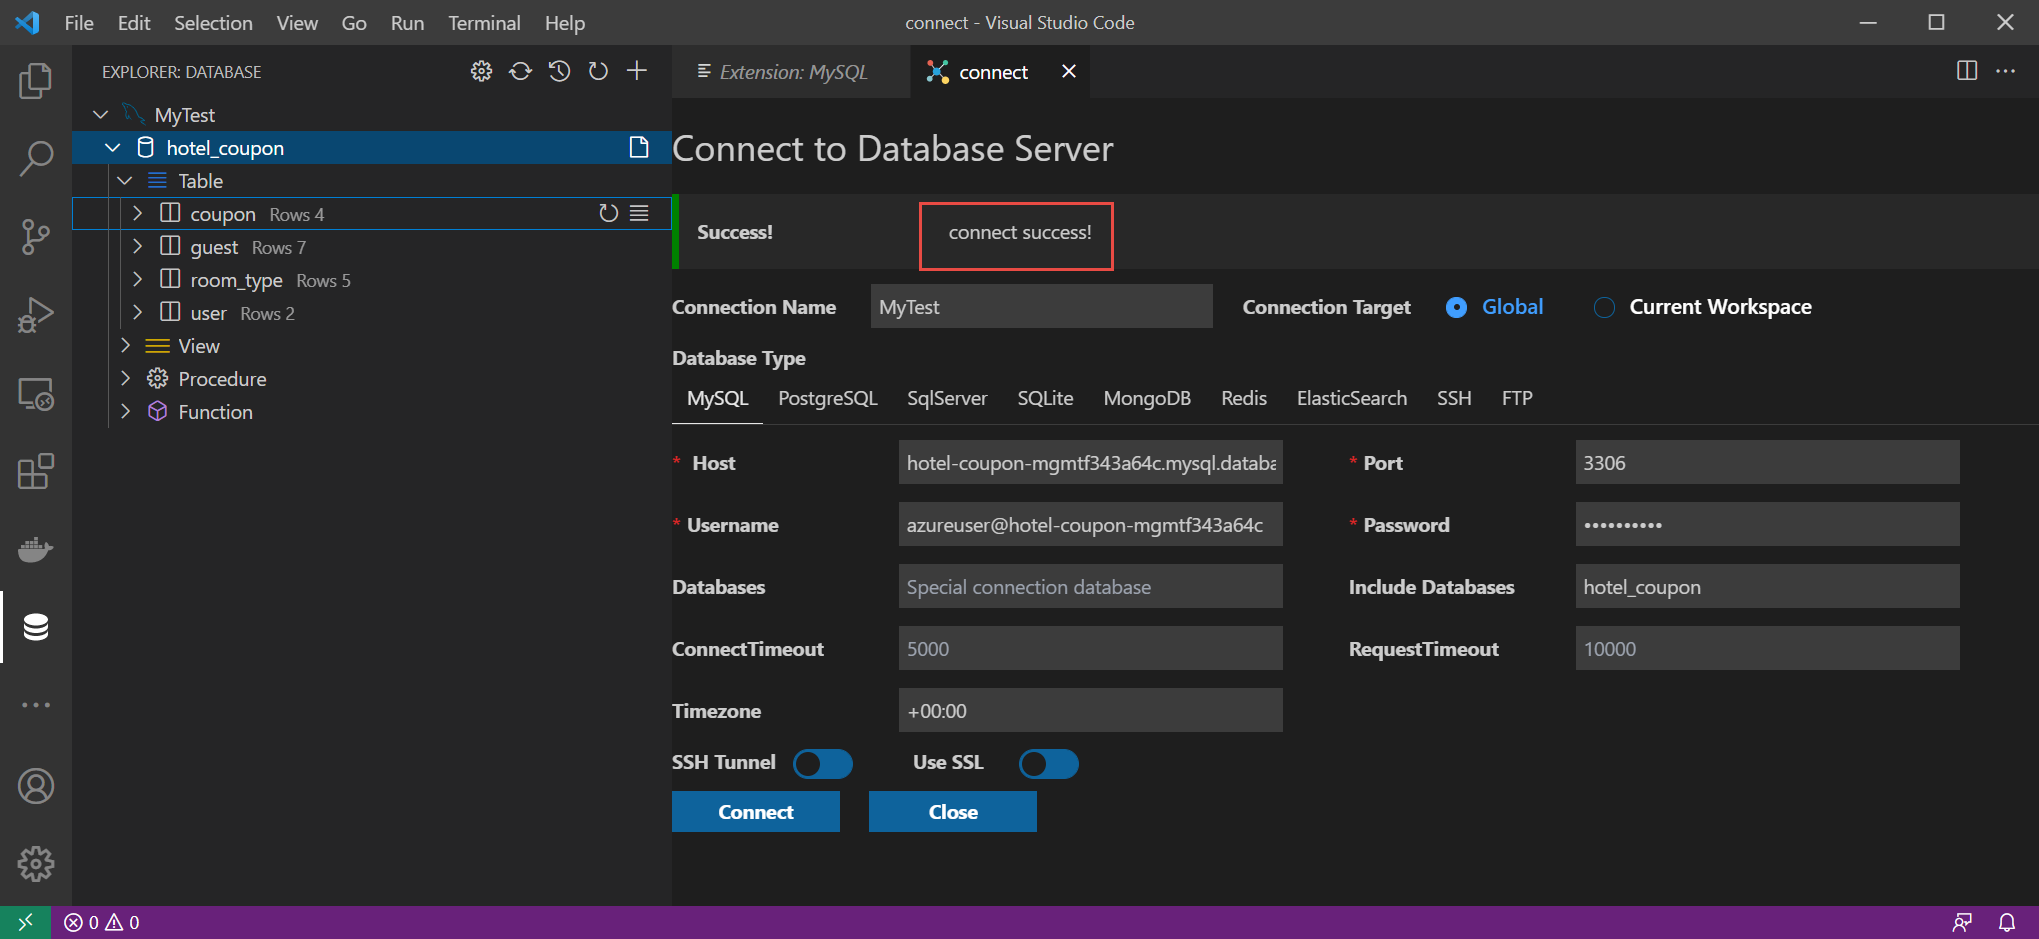 File Edit Selection View Go Run Terminal Help connect - Visual Studio Code
EXPLORER: DATABASE
Extension: MySQL connect
MyTest
hotel_coupon
Table
coupon Rows 4
guest Rows 7
room_type Rows 5
user Rows 2
View
Procedure
Function
Connect to Database Server
Success! connect success!
Connection Name MyTest Connection Target Global Current Workspace
Database Type
MySQL PostgreSQL SqlServer SQLite MongoDB Redis ElasticSearch SSH FTP
* Host hotel-coupon-mgmtf343a64c.mysql.databa * Port 3306
* Username azureuser@hotel-coupon-mgmtf343a64c * Password ••••••••••
Databases Special connection database Include Databases hotel_coupon
ConnectTimeout 5000 RequestTimeout 10000
Timezone +00:00
SSH Tunnel Use SSL
Connect Close
0 0